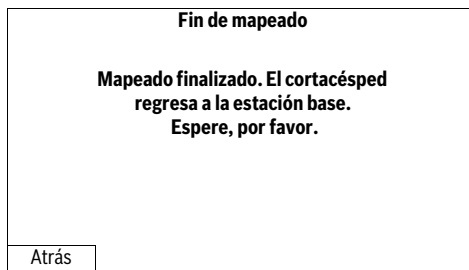 Fin de mapeado
Mapeado finalizado. El cortacésped
regresa a la estación base.
Espere, por favor.
Atrás